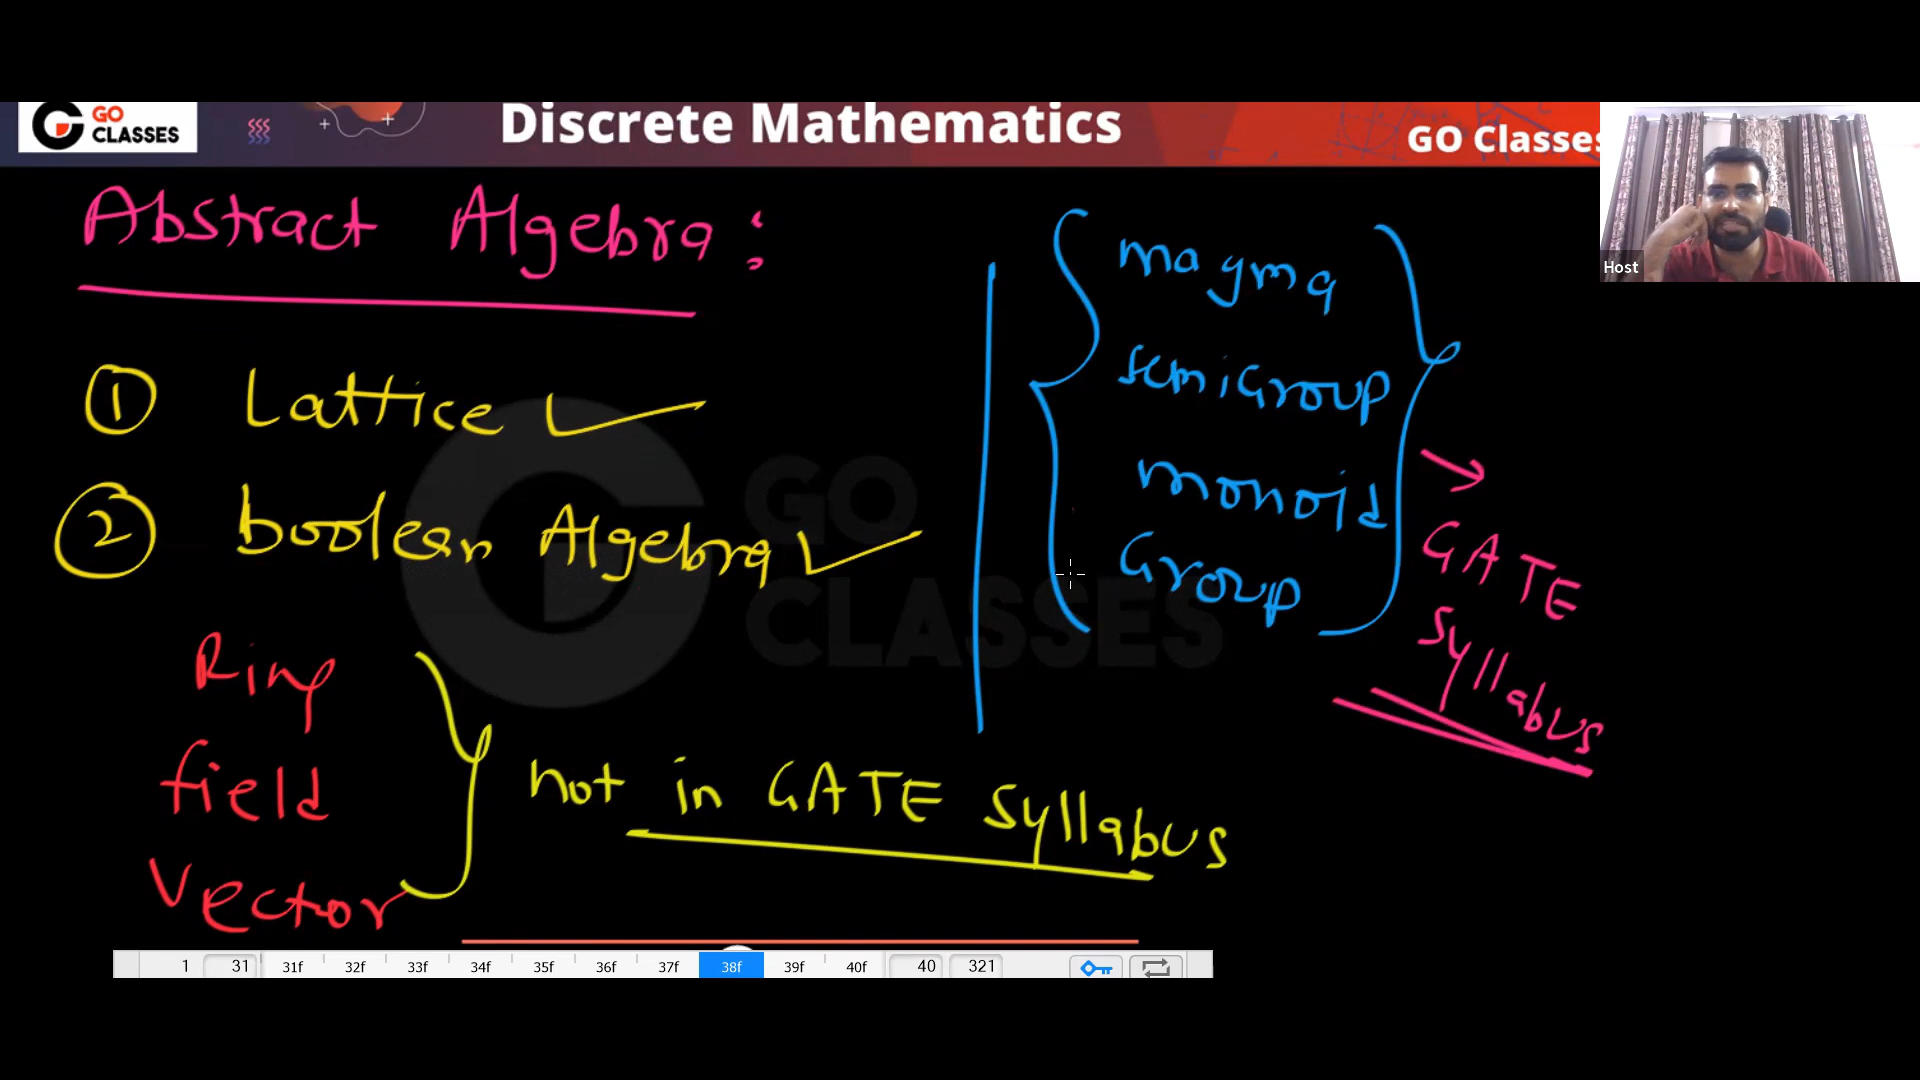 GO
CLASSES
Discrete Mathematics
GO Classes
Host
Abstract Algebra :
① Lattice ✓
② boolean Algebra ✓
Ring
field
Vector
not in GATE Syllabus
magma
semiGroup
monoid
Group
→ GATE
Syllabus
GO
CLASSES
1 31 31f 32f 33f 34f 35f 36f 37f 38f 39f 40f 40 321